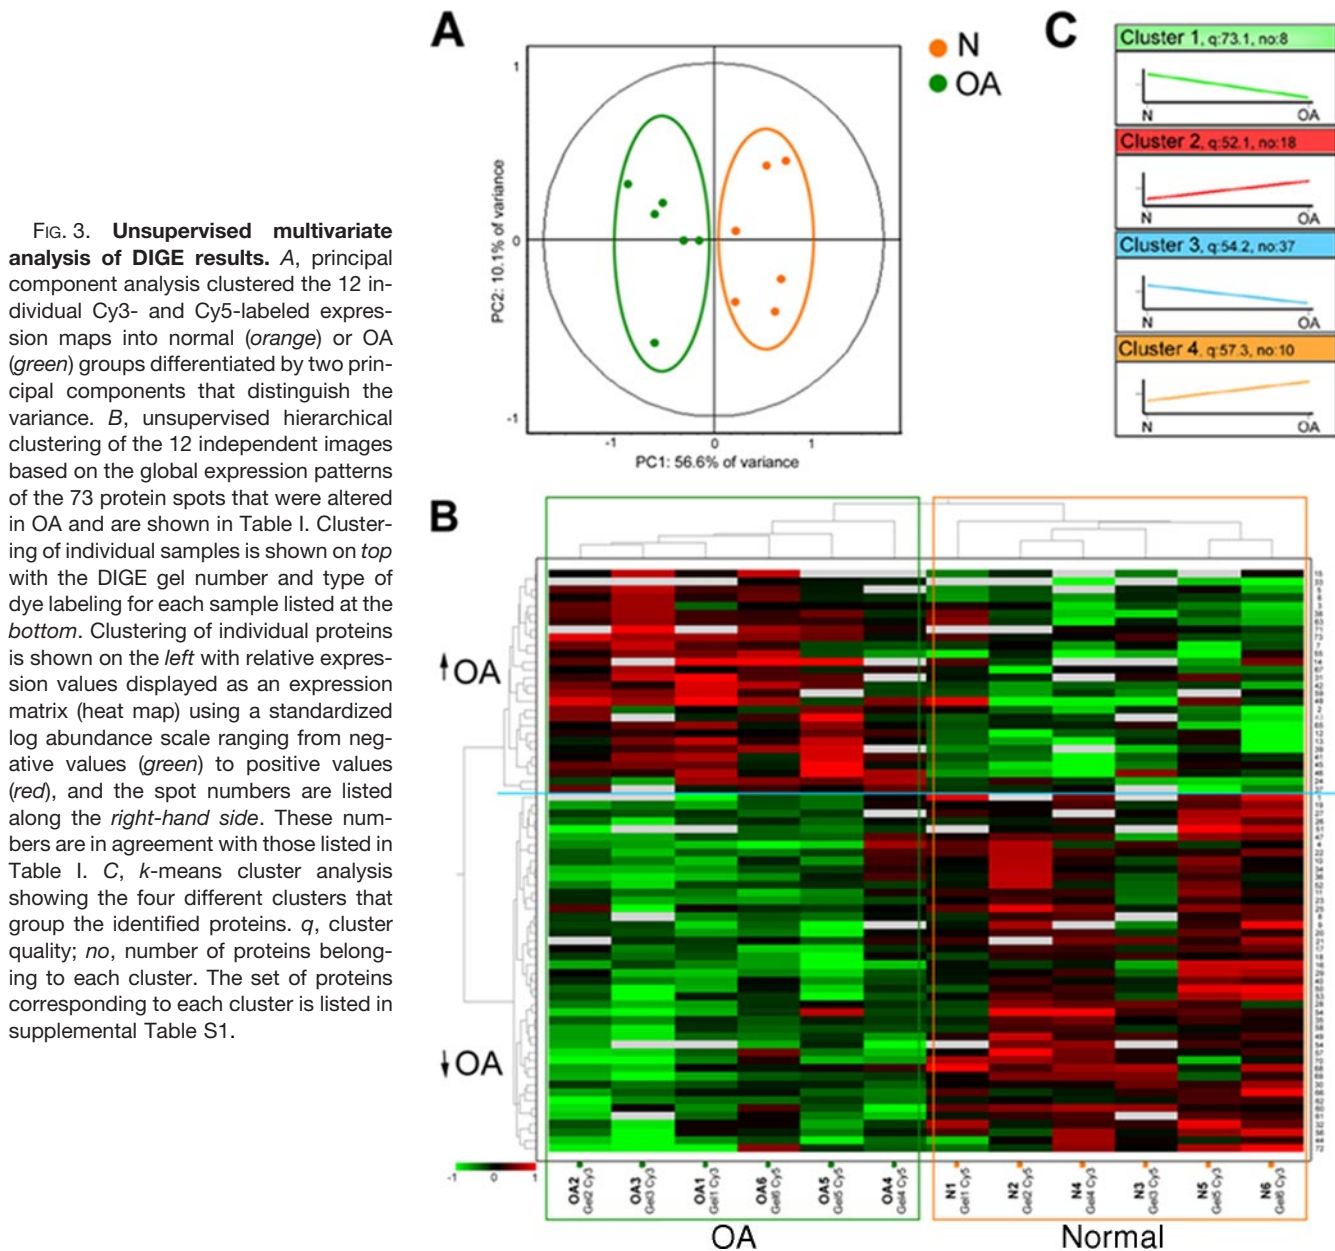 FIG. 3. Unsupervised multivariate
analysis of DIGE results. A, principal
component analysis clustered the 12 in-
dividual Cy3- and Cy5-labeled expres-
sion maps into normal (orange) or OA
(green) groups differentiated by two prin-
cipal components that distinguish the
variance. B, unsupervised hierarchical
clustering of the 12 independent images
based on the global expression patterns
of the 73 protein spots that were altered
in OA and are shown in Table I. Cluster-
ing of individual samples is shown on top
with the DIGE gel number and type of
dye labeling for each sample listed at the
bottom. Clustering of individual proteins
is shown on the left with relative expres-
sion values displayed as an expression
matrix (heat map) using a standardized
log abundance scale ranging from neg-
ative values (green) to positive values
(red), and the spot numbers are listed
along the right-hand side. These num-
bers are in agreement with those listed in
Table I. C, k-means cluster analysis
showing the four different clusters that
group the identified proteins. q, cluster
quality; no, number of proteins belong-
ing to each cluster. The set of proteins
corresponding to each cluster is listed in
supplemental Table S1.
A
N
OA
1
0
-1
PC2: 10.1% of variance
-1
0
1
PC1: 56.6% of variance
C
Cluster 1, q:73.1, no:8
N
OA
Cluster 2, q:52.1, no:18
N
OA
Cluster 3, q:54.2, no:37
N
OA
Cluster 4, q:57.3, no:10
N
OA
B
↑OA
↓OA
-1
0
1
OA2 Gel2 Cy3
OA3 Gel3 Cy3
OA1 Gel1 Cy3
OA6 Gel6 Cy5
OA5 Gel5 Cy5
OA4 Gel4 Cy5
N1 Gel1 Cy5
N2 Gel2 Cy5
N4 Gel4 Cy3
N3 Gel3 Cy5
N5 Gel5 Cy3
N6 Gel6 Cy3
OA
Normal